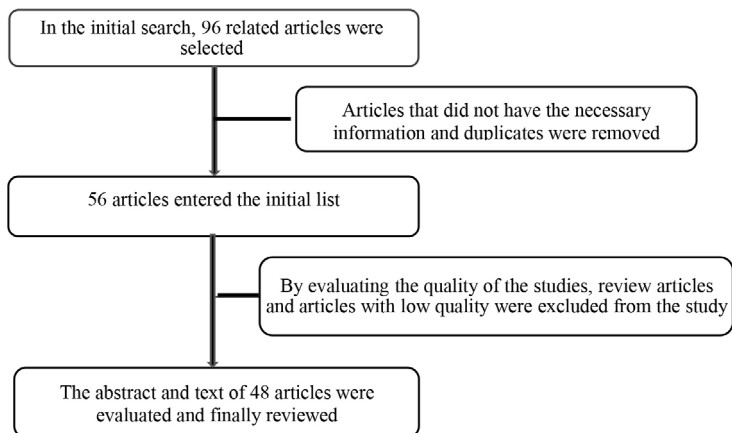 In the initial search, 96 related articles were
selected
Articles that did not have the necessary
information and duplicates were removed
56 articles entered the initial list
By evaluating the quality of the studies, review articles
and articles with low quality were excluded from the study
The abstract and text of 48 articles were
evaluated and finally reviewed